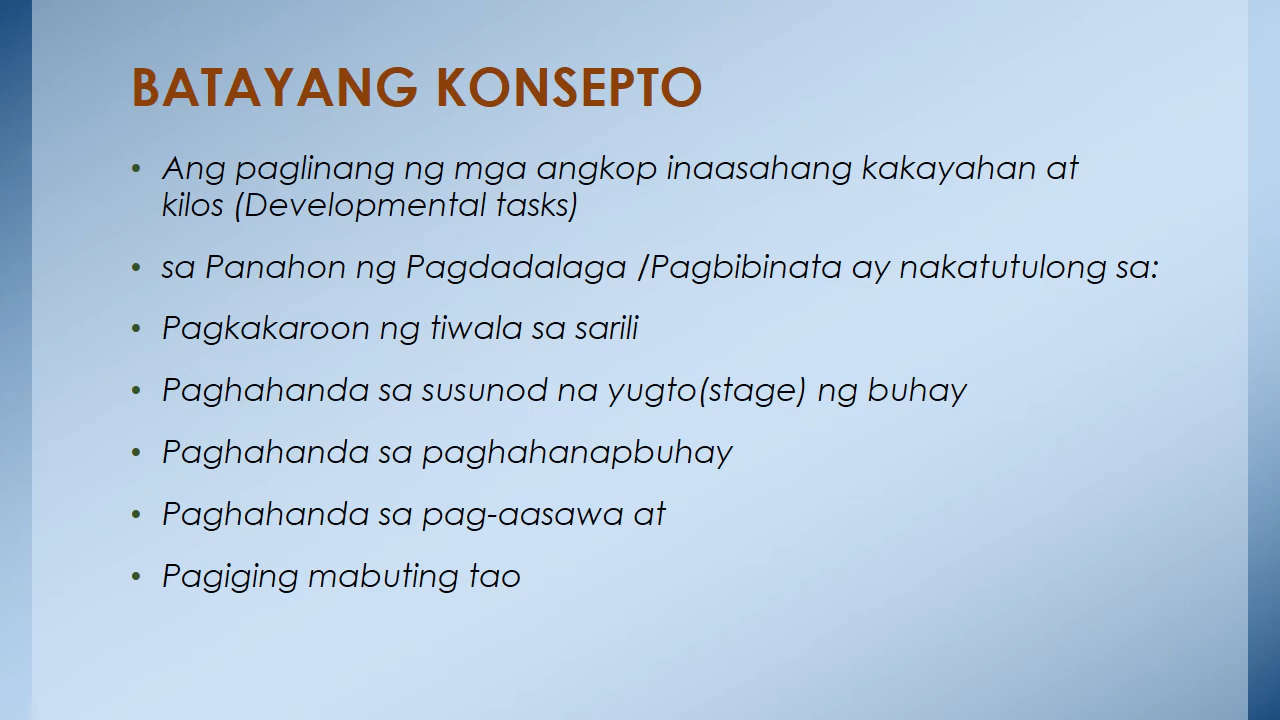 BATAYANG KONSEPTO
• Ang paglinang ng mga angkop inaasahang kakayahan at
kilos (Developmental tasks)
• sa Panahon ng Pagdadalaga /Pagbibinata ay nakatutulong sa:
• Pagkakaroon ng tiwala sa sarili
• Paghahanda sa susunod na yugto(stage) ng buhay
• Paghahanda sa paghahanapbuhay
• Paghahanda sa pag-aasawa at
• Pagiging mabuting tao